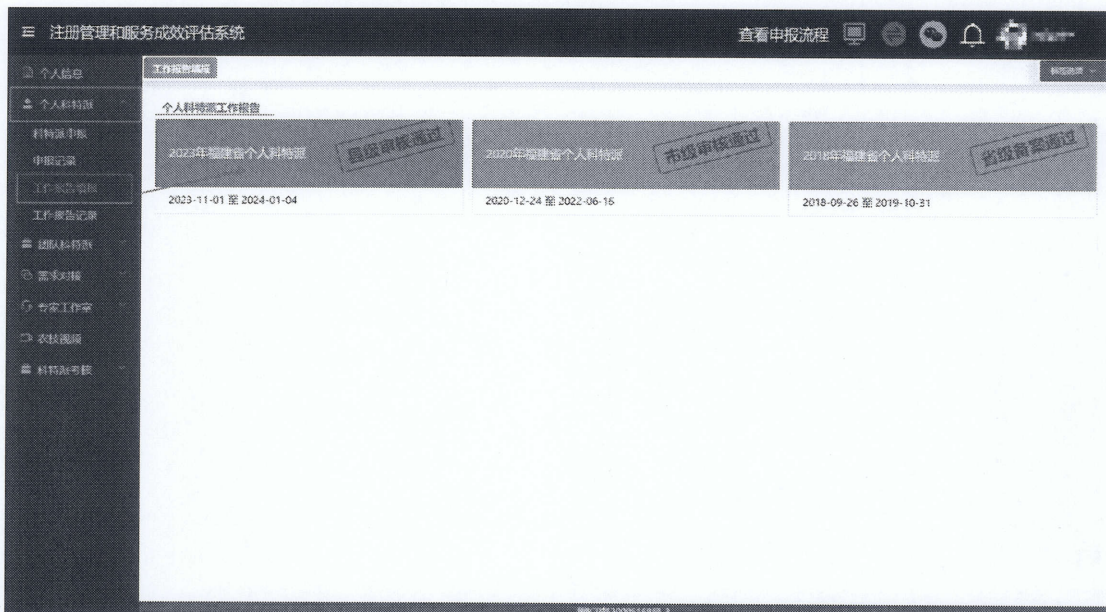 注册管理和服务成效评估系统
查看申报流程
个人信息
工作报告填报
标签选项
个人科特派
个人科特派工作报告
科特派申报
2023年福建省个人科特派
县级审核通过
2020年福建省个人科特派
市级审核通过
2018年福建省个人科特派
省级备案通过
申报记录
工作报告填报
2023-11-01 至 2024-01-04
2020-12-24 至 2022-06-16
2018-09-26 至 2019-10-31
工作报告记录
团队科特派
需求对接
专家工作室
农技视频
科特派考核